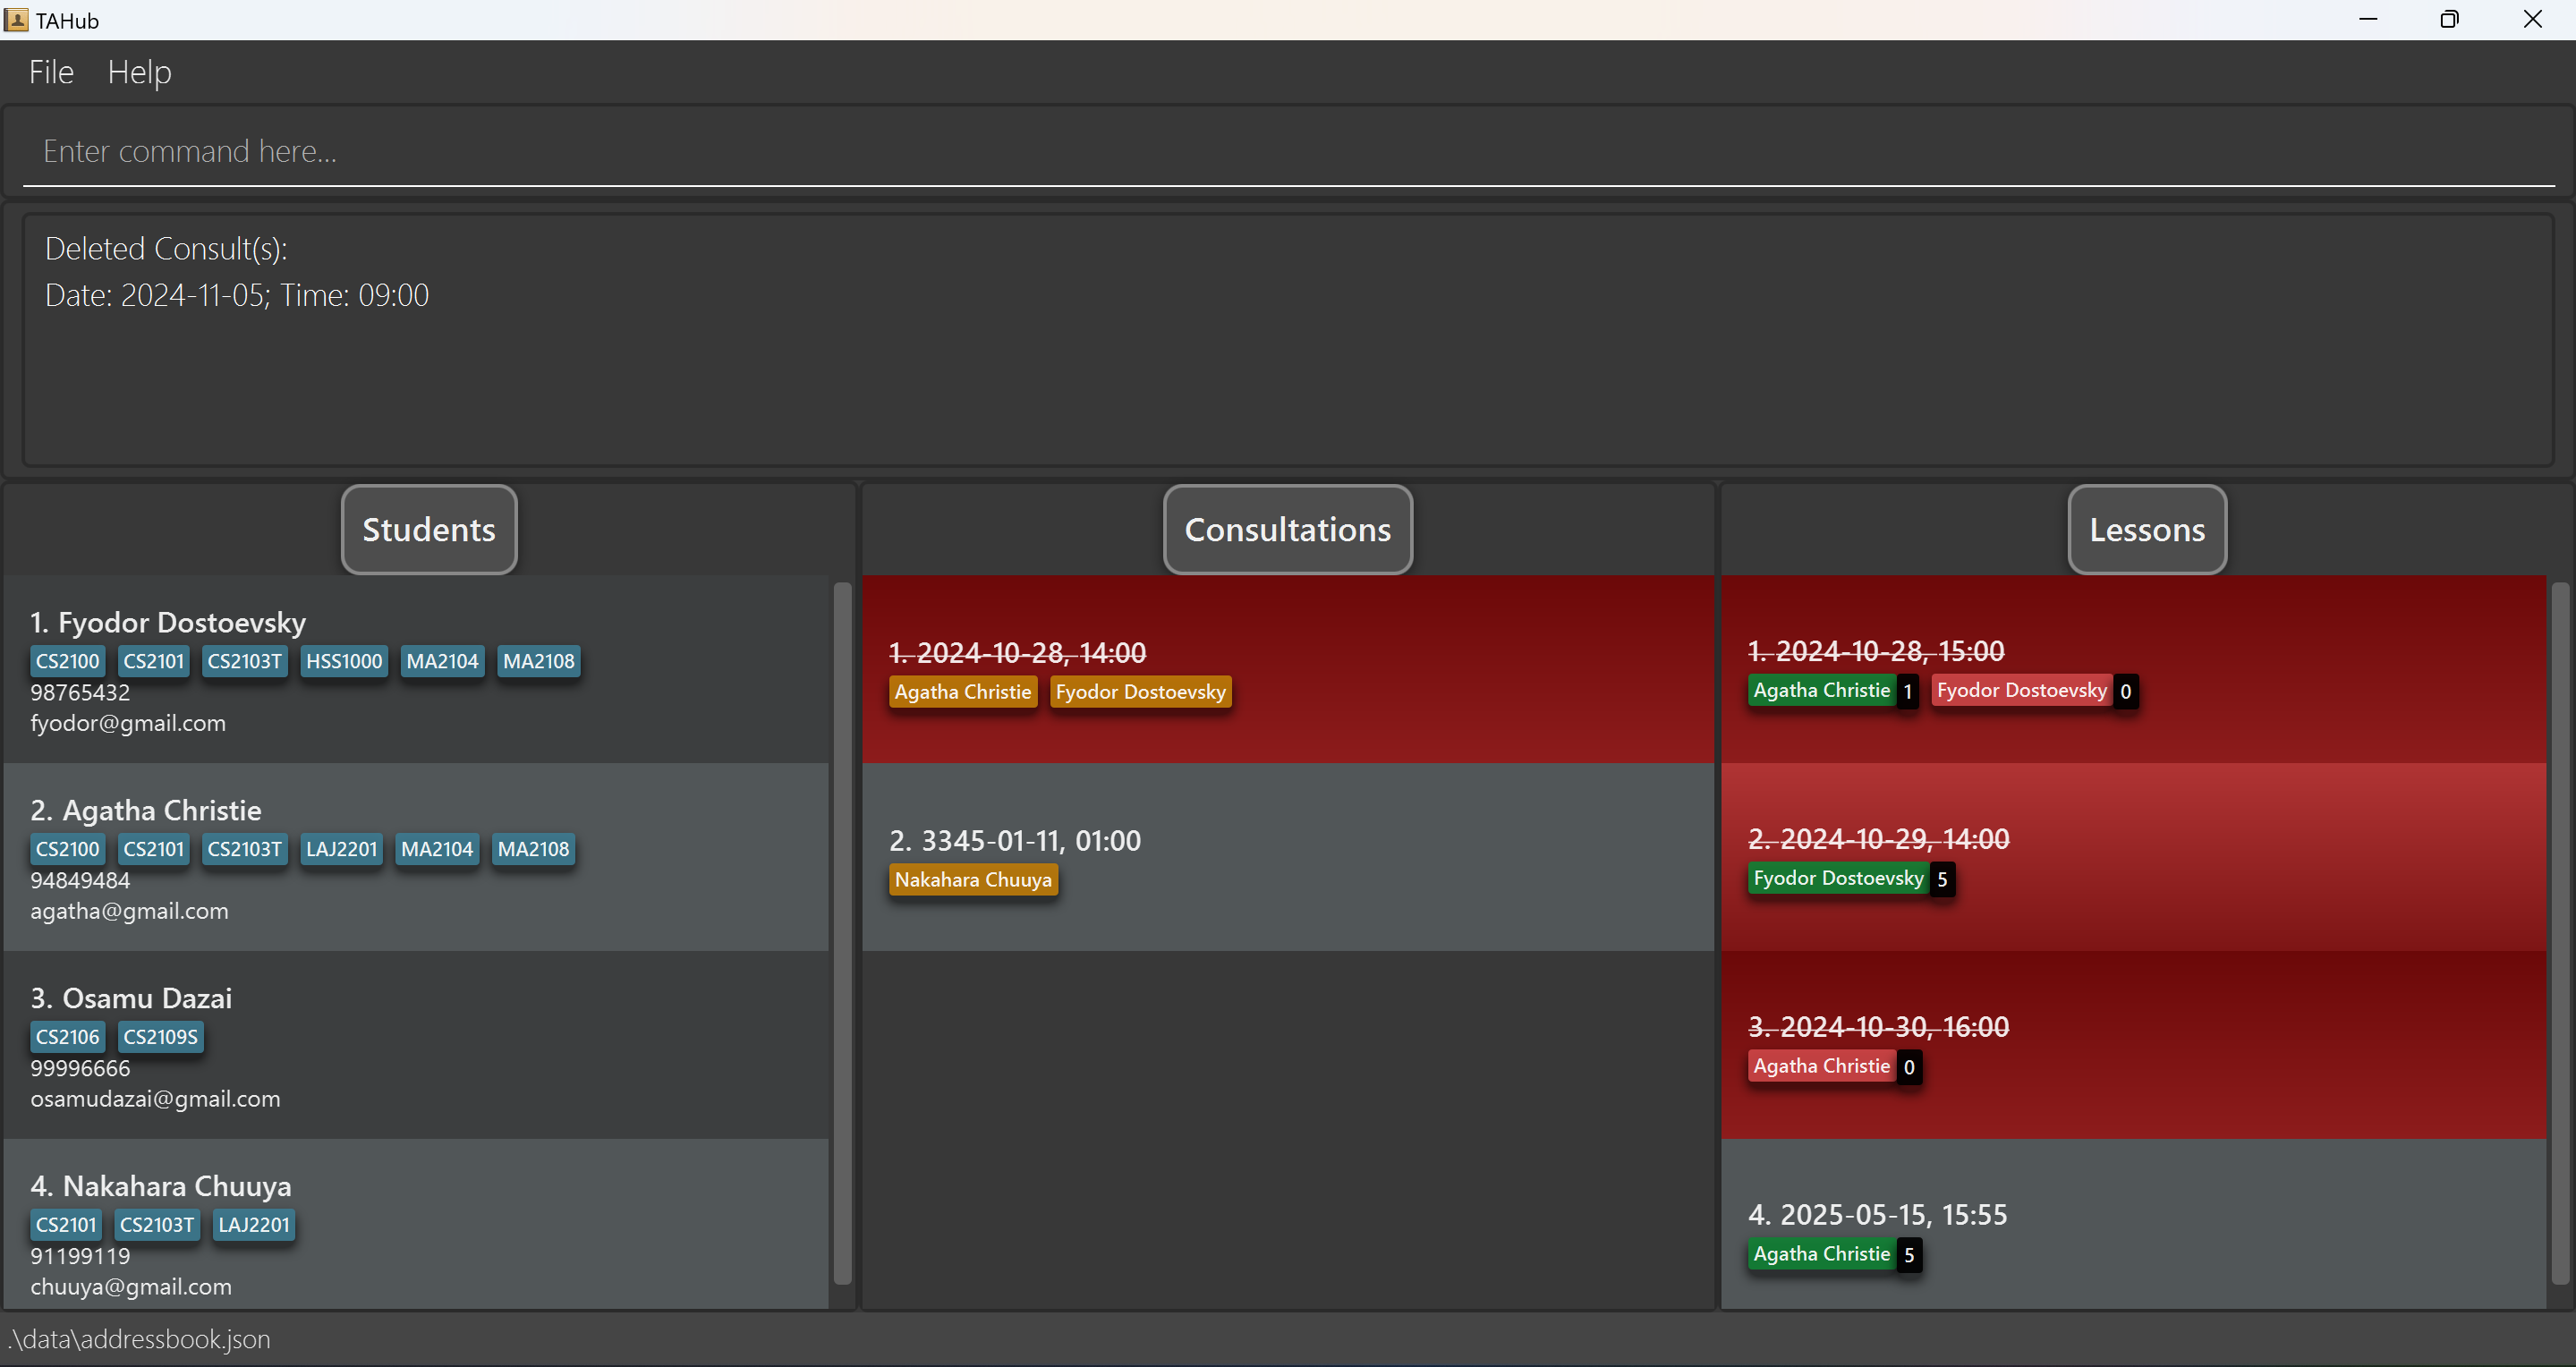 TAHub
File Help
Enter command here...
Deleted Consult(s):
Date: 2024-11-05; Time: 09:00
Students
1. Fyodor Dostoevsky
CS2100 CS2101 CS2103T HSS1000 MA2104 MA2108
98765432
fyodor@gmail.com
2. Agatha Christie
CS2100 CS2101 CS2103T LAJ2201 MA2104 MA2108
94849484
agatha@gmail.com
3. Osamu Dazai
CS2106 CS2109S
99996666
osamudazai@gmail.com
4. Nakahara Chuuya
CS2101 CS2103T LAJ2201
91199119
chuuya@gmail.com
Consultations
1. 2024-10-28, 14:00
Agatha Christie Fyodor Dostoevsky
2. 3345-01-11, 01:00
Nakahara Chuuya
Lessons
1. 2024-10-28, 15:00
Agatha Christie 1 Fyodor Dostoevsky 0
2. 2024-10-29, 14:00
Fyodor Dostoevsky 5
3. 2024-10-30, 16:00
Agatha Christie 0
4. 2025-05-15, 15:55
Agatha Christie 5
.\data\addressbook.json